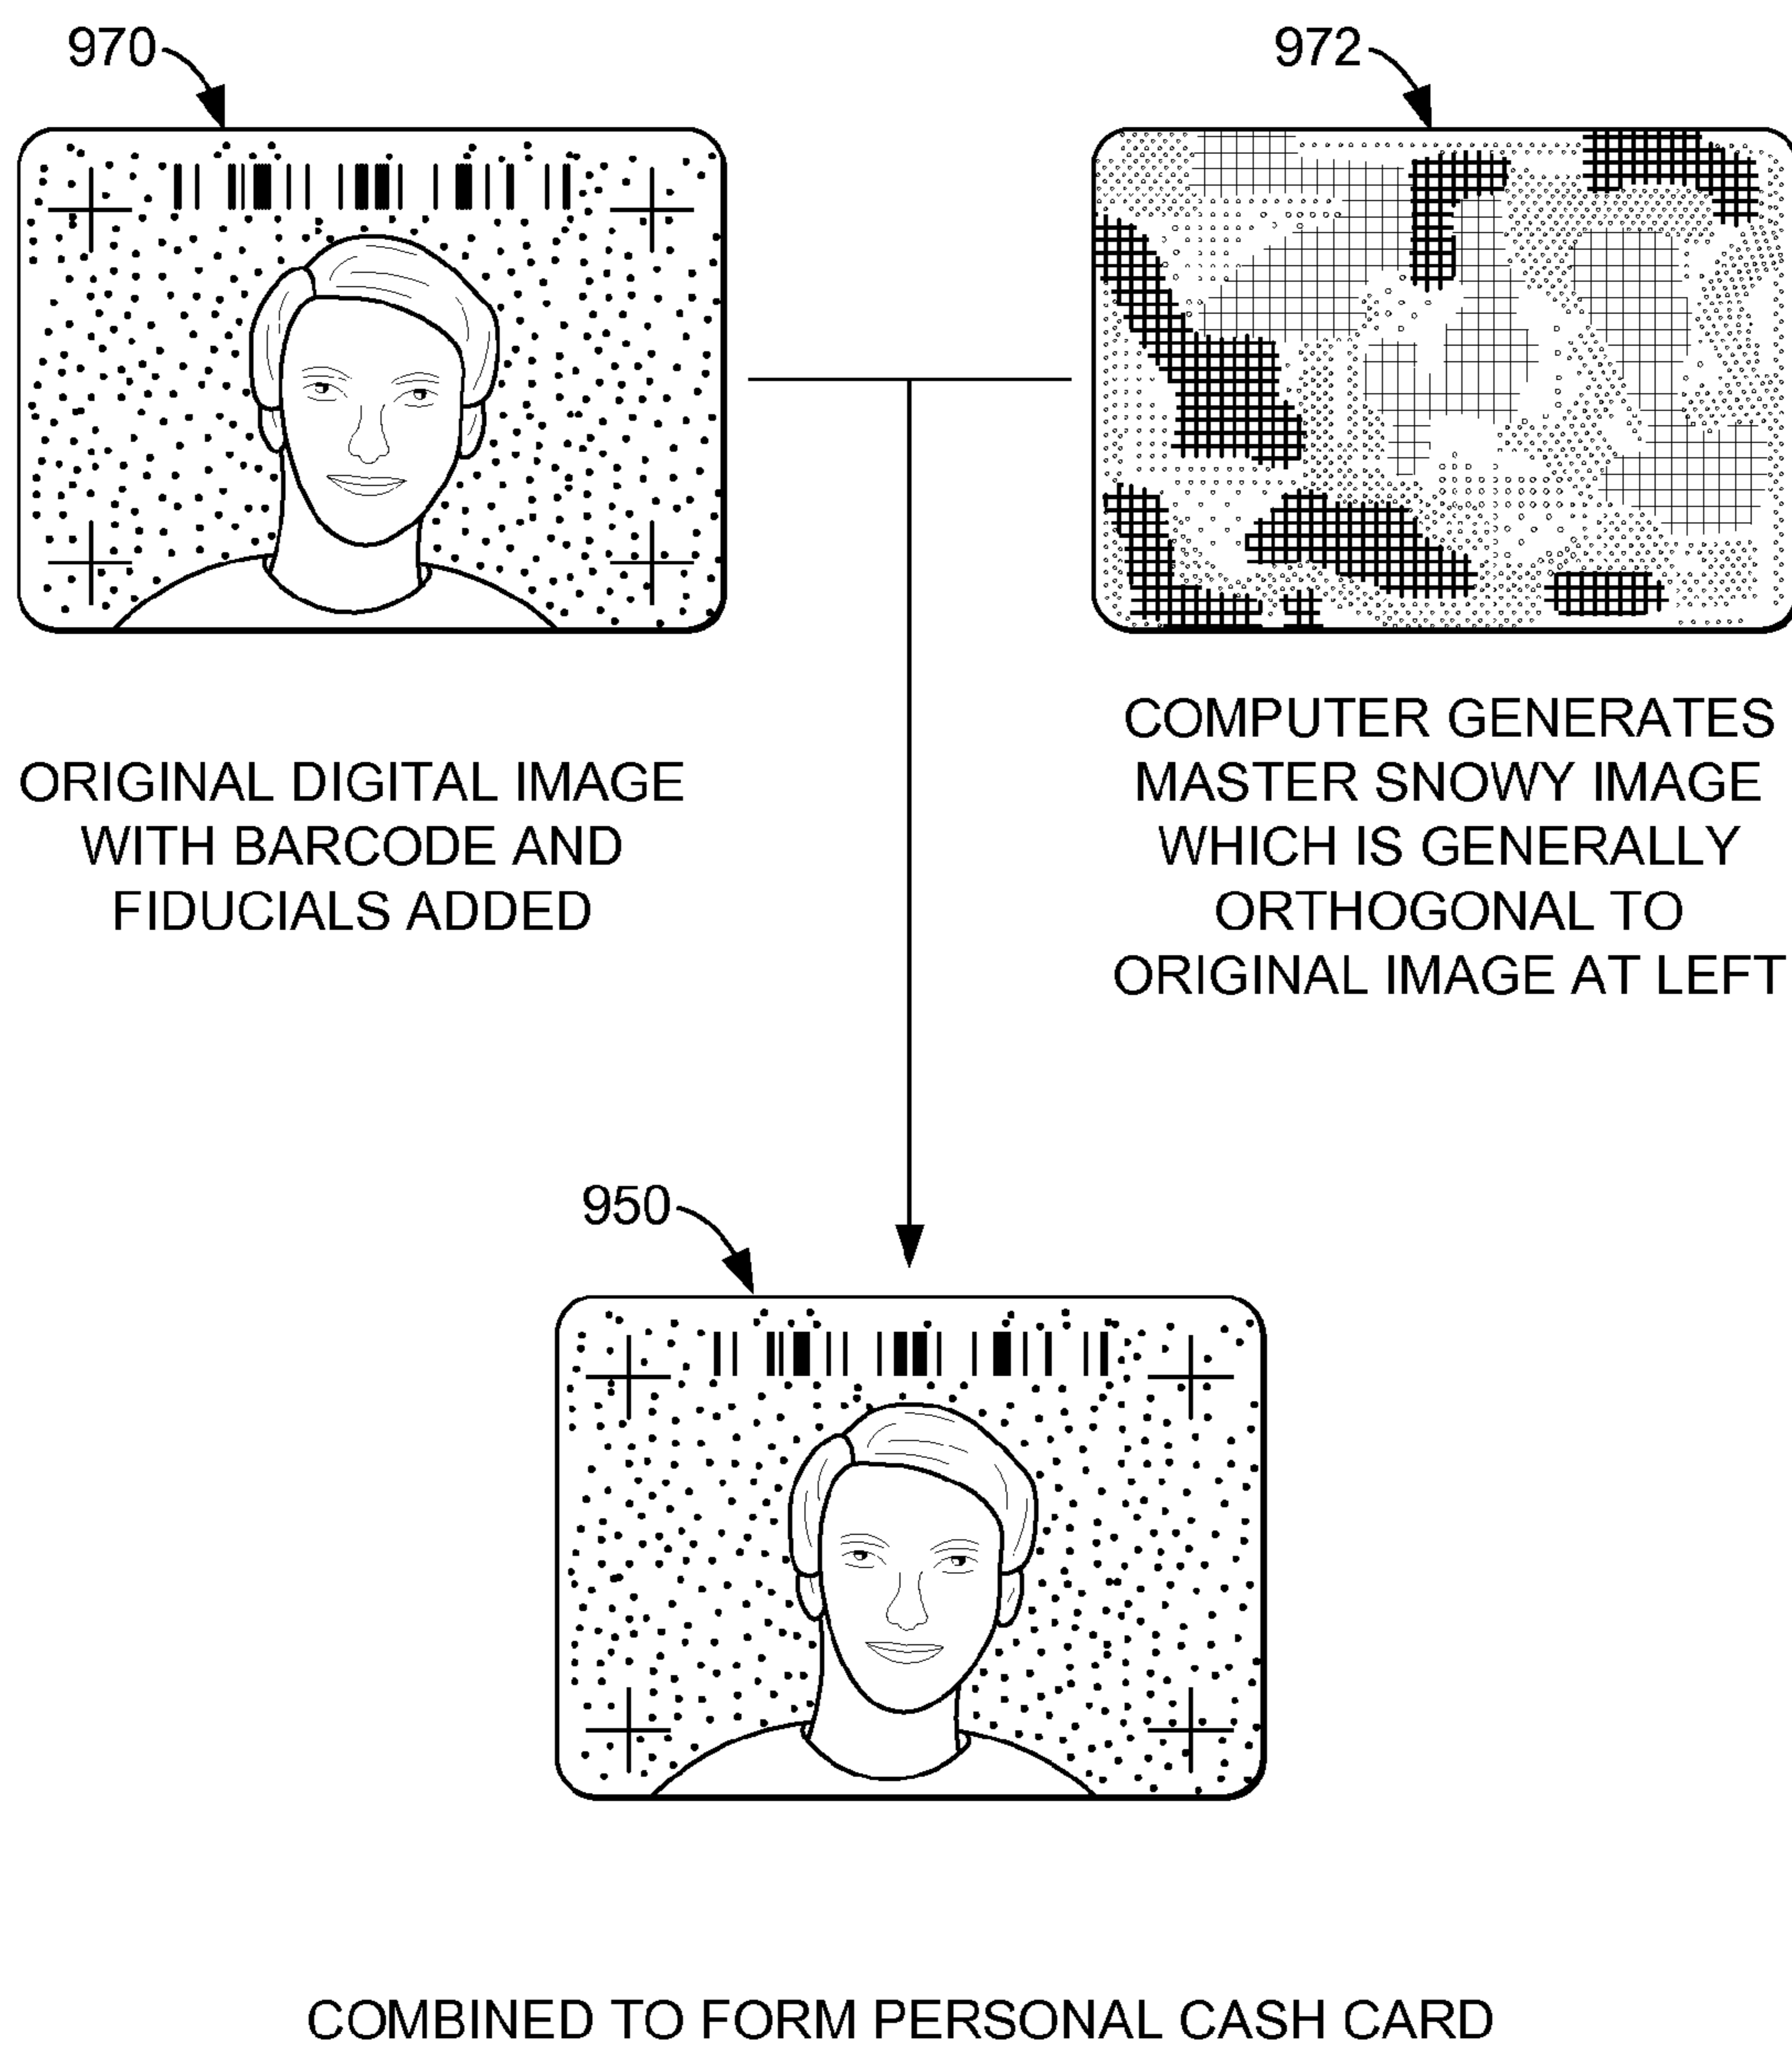 970
972
ORIGINAL DIGITAL IMAGE
WITH BARCODE AND
FIDUCIALS ADDED
COMPUTER GENERATES
MASTER SNOWY IMAGE
WHICH IS GENERALLY
ORTHOGONAL TO
ORIGINAL IMAGE AT LEFT
950
COMBINED TO FORM PERSONAL CASH CARD